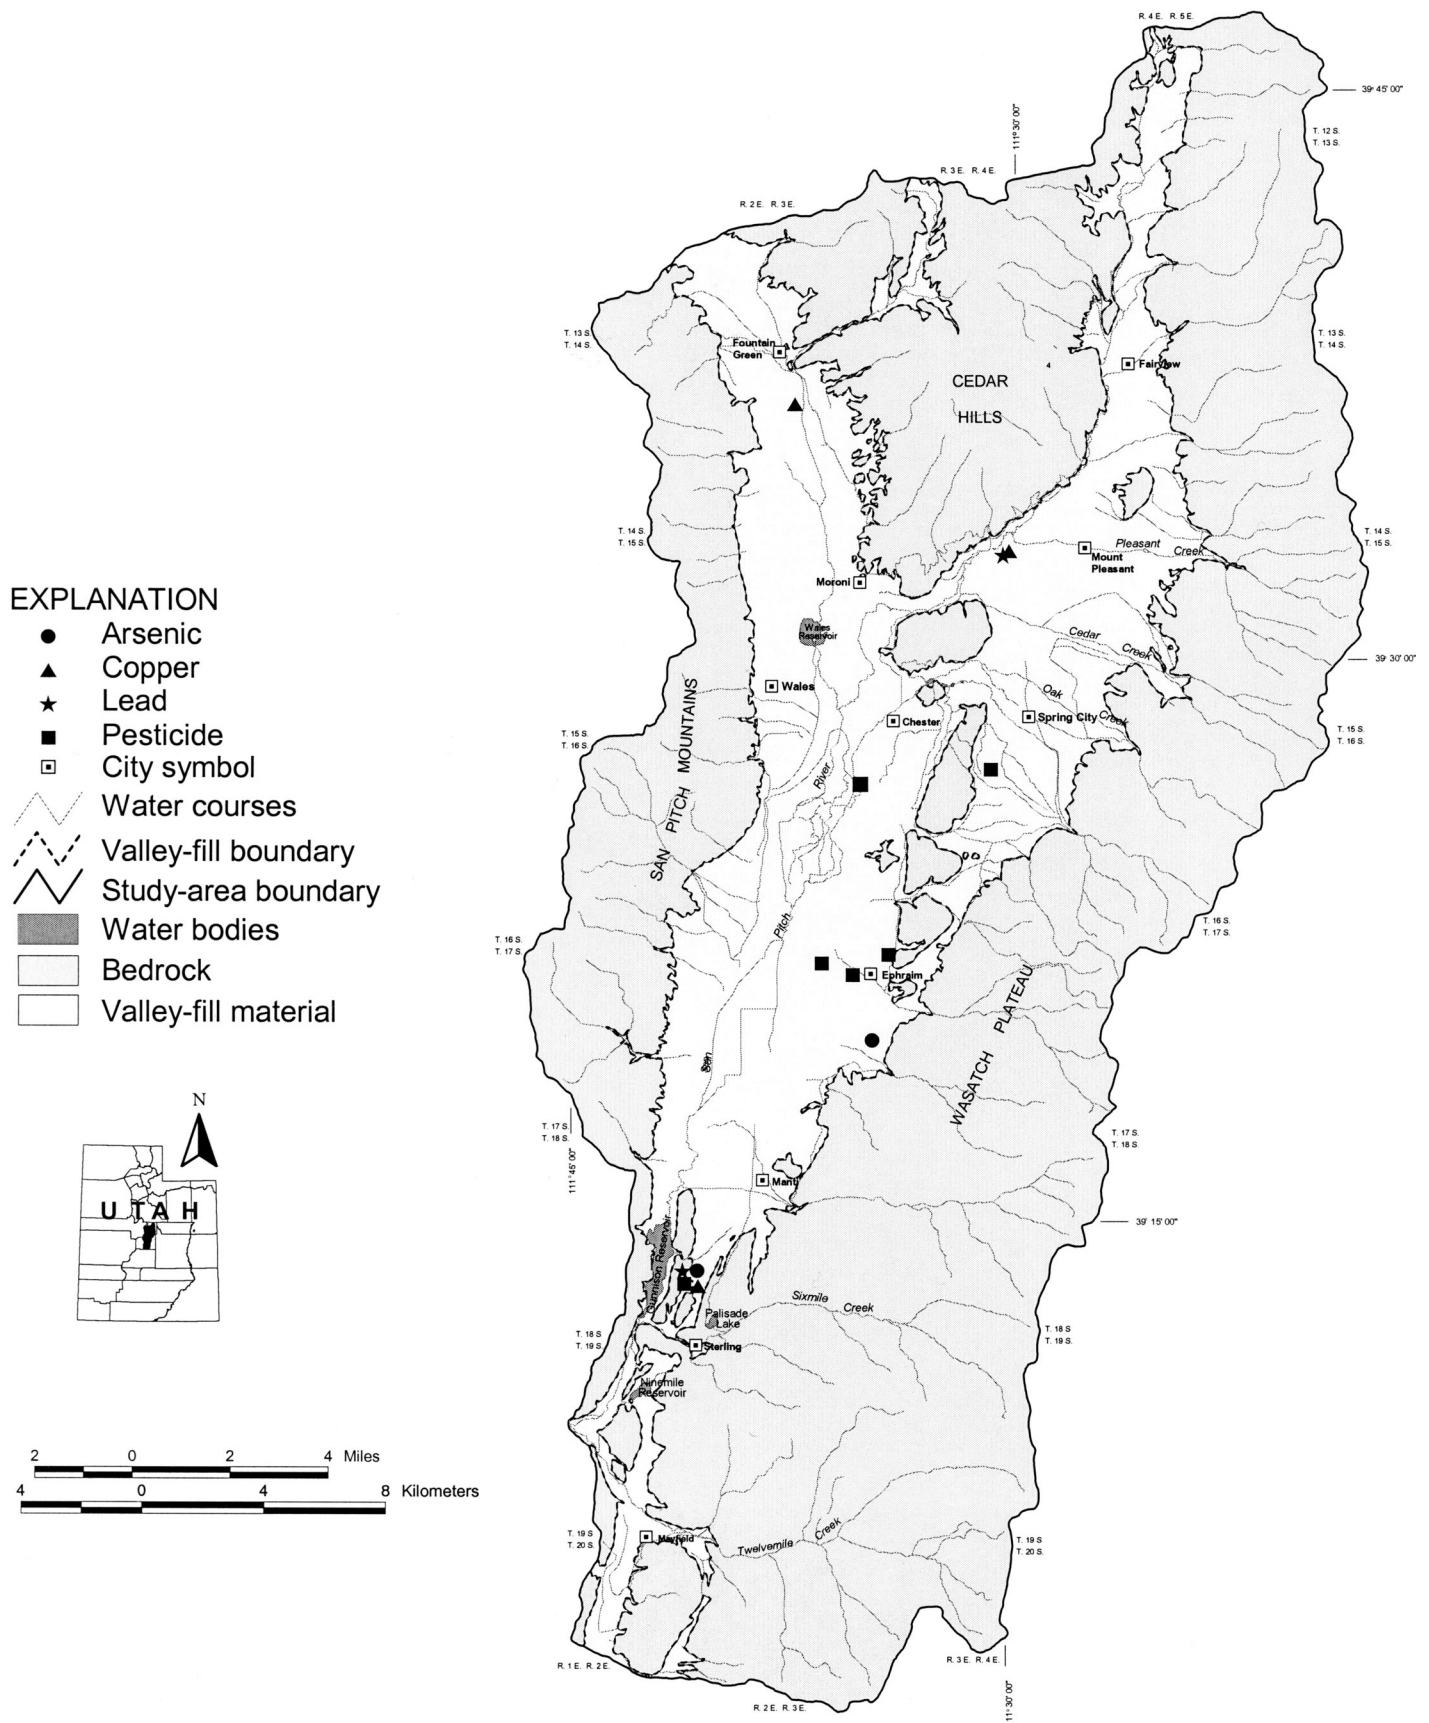 R. 4 E. R. 5 E.
39° 45' 00"
111° 30' 00"
T. 12 S.
T. 13 S.
R. 3 E. R. 4 E.
R. 2 E. R. 3 E.
T. 13 S.
T. 14 S.
Fountain
Green
T. 13 S.
T. 14 S.
Fairview
4
CEDAR
HILLS
T. 14 S.
T. 15 S.
T. 14 S.
T. 15 S.
Pleasant
Creek
Mount
Pleasant
Moroni
Wales
Reservoir
Cedar
Creek
39° 30' 00"
Wales
Oak
Creek
Spring City
Chester
T. 15 S.
T. 16 S.
T. 15 S.
T. 16 S.
SAN PITCH MOUNTAINS
River
Pitch
San
T. 16 S.
T. 17 S.
T. 16 S.
T. 17 S.
Ephraim
WASATCH PLATEAU
T. 17 S.
T. 18 S.
T. 17 S.
T. 18 S.
111° 45' 00"
Manti
39° 15' 00"
Gunnison Reservoir
Sixmile Creek
Palisade
Lake
T. 18 S
T. 19 S.
T. 18 S
T. 19 S.
Sterling
Ninemile
Reservoir
T. 19 S
T. 20 S.
T. 19 S
T. 20 S.
Mayfield
Twelvemile Creek
R. 1 E. R. 2 E.
R. 3 E. R. 4 E.
R. 2 E. R. 3 E.
111° 30' 00"
EXPLANATION
Arsenic
Copper
Lead
Pesticide
City symbol
Water courses
Valley-fill boundary
Study-area boundary
Water bodies
Bedrock
Valley-fill material
N
UTAH
2 0 2 4 Miles
4 0 4 8 Kilometers